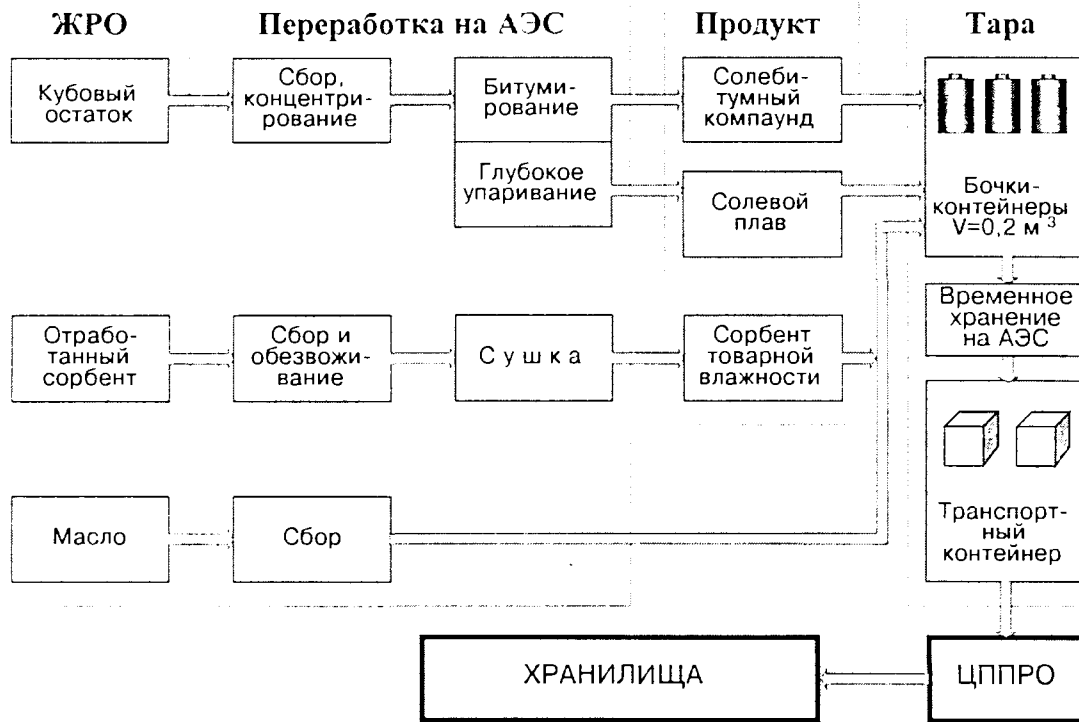 ЖРО
Переработка на АЭС
Продукт
Тара
Кубовый
остаток
Сбор,
концентри-
рование
Битуми-
рование
Солеби-
тумный
компаунд
Глубокое
упаривание
Солевой
плав
Бочки-
контейнеры
V=0,2 м³
Временное
хранение
на АЭС
Отрабо-
танный
сорбент
Сбор и
обезвожи-
вание
Сушка
Сорбент
товарной
влажности
Масло
Сбор
Транспорт-
ный
контейнер
ХРАНИЛИЩА
ЦППРО